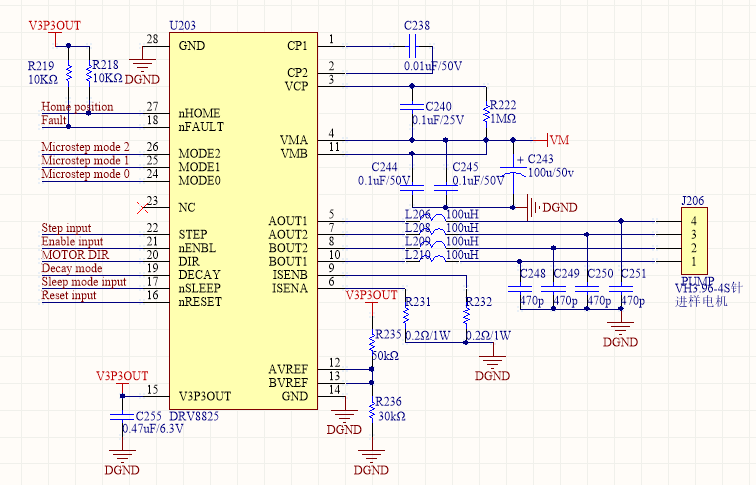 V3P3OUT
R219
10KΩ
R218
10KΩ
DGND
U203
28
GND
CP1
1
C238
0.01uF/50V
CP2
2
VCP
3
Home position
27
nHOME
Fault
18
nFAULT
C240
0.1uF/25V
R222
1MΩ
VMA
4
VM
VMB
11
Microstep mode 2
26
MODE2
Microstep mode 1
25
MODE1
Microstep mode 0
24
MODE0
C244
0.1uF/50V
C245
0.1uF/50V
+
C243
100u/50v
23
NC
DGND
J206
Step input
22
STEP
Enable input
21
nENBL
MOTOR DIR
20
DIR
Decay mode
19
DECAY
Sleep mode input
17
nSLEEP
Reset input
16
nRESET
AOUT1
5
L206
100uH
4
AOUT2
7
L208
100uH
3
BOUT2
8
L209
100uH
2
BOUT1
10
L210
100uH
1
ISENB
9
ISENA
6
PUMP
VH3.96-4S针
进样电机
C248
470p
C249
470p
C250
470p
C251
470p
DGND
V3P3OUT
R231
0.2Ω/1W
R232
0.2Ω/1W
DGND
R235
50kΩ
AVREF
12
BVREF
13
GND
14
R236
30kΩ
DGND
DGND
V3P3OUT
15
V3P3OUT
DRV8825
C255
0.47uF/6.3V
DGND